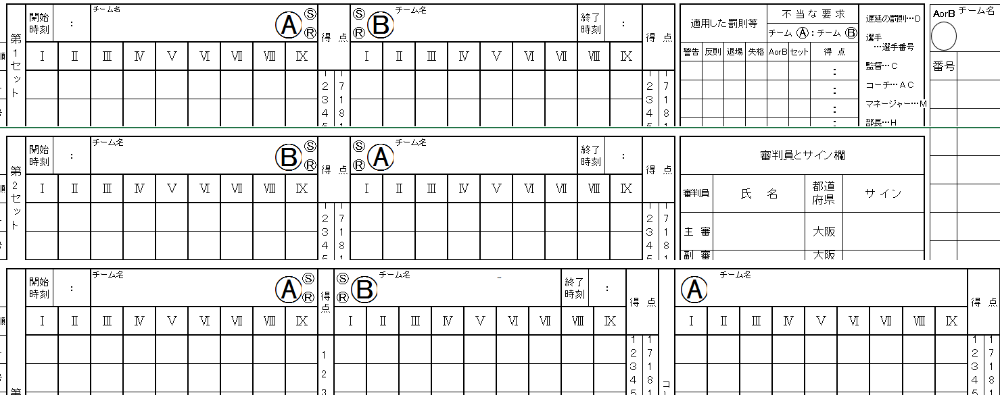 第1セット
開始時刻
：
チーム名
Ⓐ
Ⓢ
Ⓡ
得 点
Ⓢ
Ⓡ
Ⓑ
チーム名
終了時刻
：
得 点
Ⅰ Ⅱ Ⅲ Ⅳ Ⅴ Ⅵ Ⅶ Ⅷ Ⅸ
Ⅰ Ⅱ Ⅲ Ⅳ Ⅴ Ⅵ Ⅶ Ⅷ Ⅸ
2 7
3 1
4 8
2 7
3 1
4 8
適用した罰則等
不当な要求
チームⒶ：チームⒷ
警告 反則 退場 失格 AorB セット 得 点
：
：
：
：
遅延の罰則…D
選手
…選手番号
監督…C
コーチ…AC
マネージャー…M
部長…H
AorB チーム名
番号
第2セット
開始時刻
：
チーム名
Ⓑ
Ⓢ
Ⓡ
得 点
Ⓢ
Ⓡ
Ⓐ
チーム名
終了時刻
：
得 点
Ⅰ Ⅱ Ⅲ Ⅳ Ⅴ Ⅵ Ⅶ Ⅷ Ⅸ
Ⅰ Ⅱ Ⅲ Ⅳ Ⅴ Ⅵ Ⅶ Ⅷ Ⅸ
2 7
3 1
4 8
2 7
3 1
4 8
審判員とサイン欄
審判員 氏 名 都道府県 サイン
主 審 大阪
副 審 大阪
第
開始時刻
：
チーム名
Ⓐ
Ⓢ
Ⓡ
得点
Ⓢ
Ⓡ
Ⓑ
チーム名
終了時刻
：
得 点
Ⅰ Ⅱ Ⅲ Ⅳ Ⅴ Ⅵ Ⅶ Ⅷ Ⅸ
Ⅰ Ⅱ Ⅲ Ⅳ Ⅴ Ⅵ Ⅶ Ⅷ Ⅸ
1
2
3
1 1
2 7
3 1
4 8
5 1
コ
Ⓐ
チーム名
得 点
Ⅰ Ⅱ Ⅲ Ⅳ Ⅴ Ⅵ Ⅶ Ⅷ Ⅸ
1 1
2 7
3 1
4 8
5 1